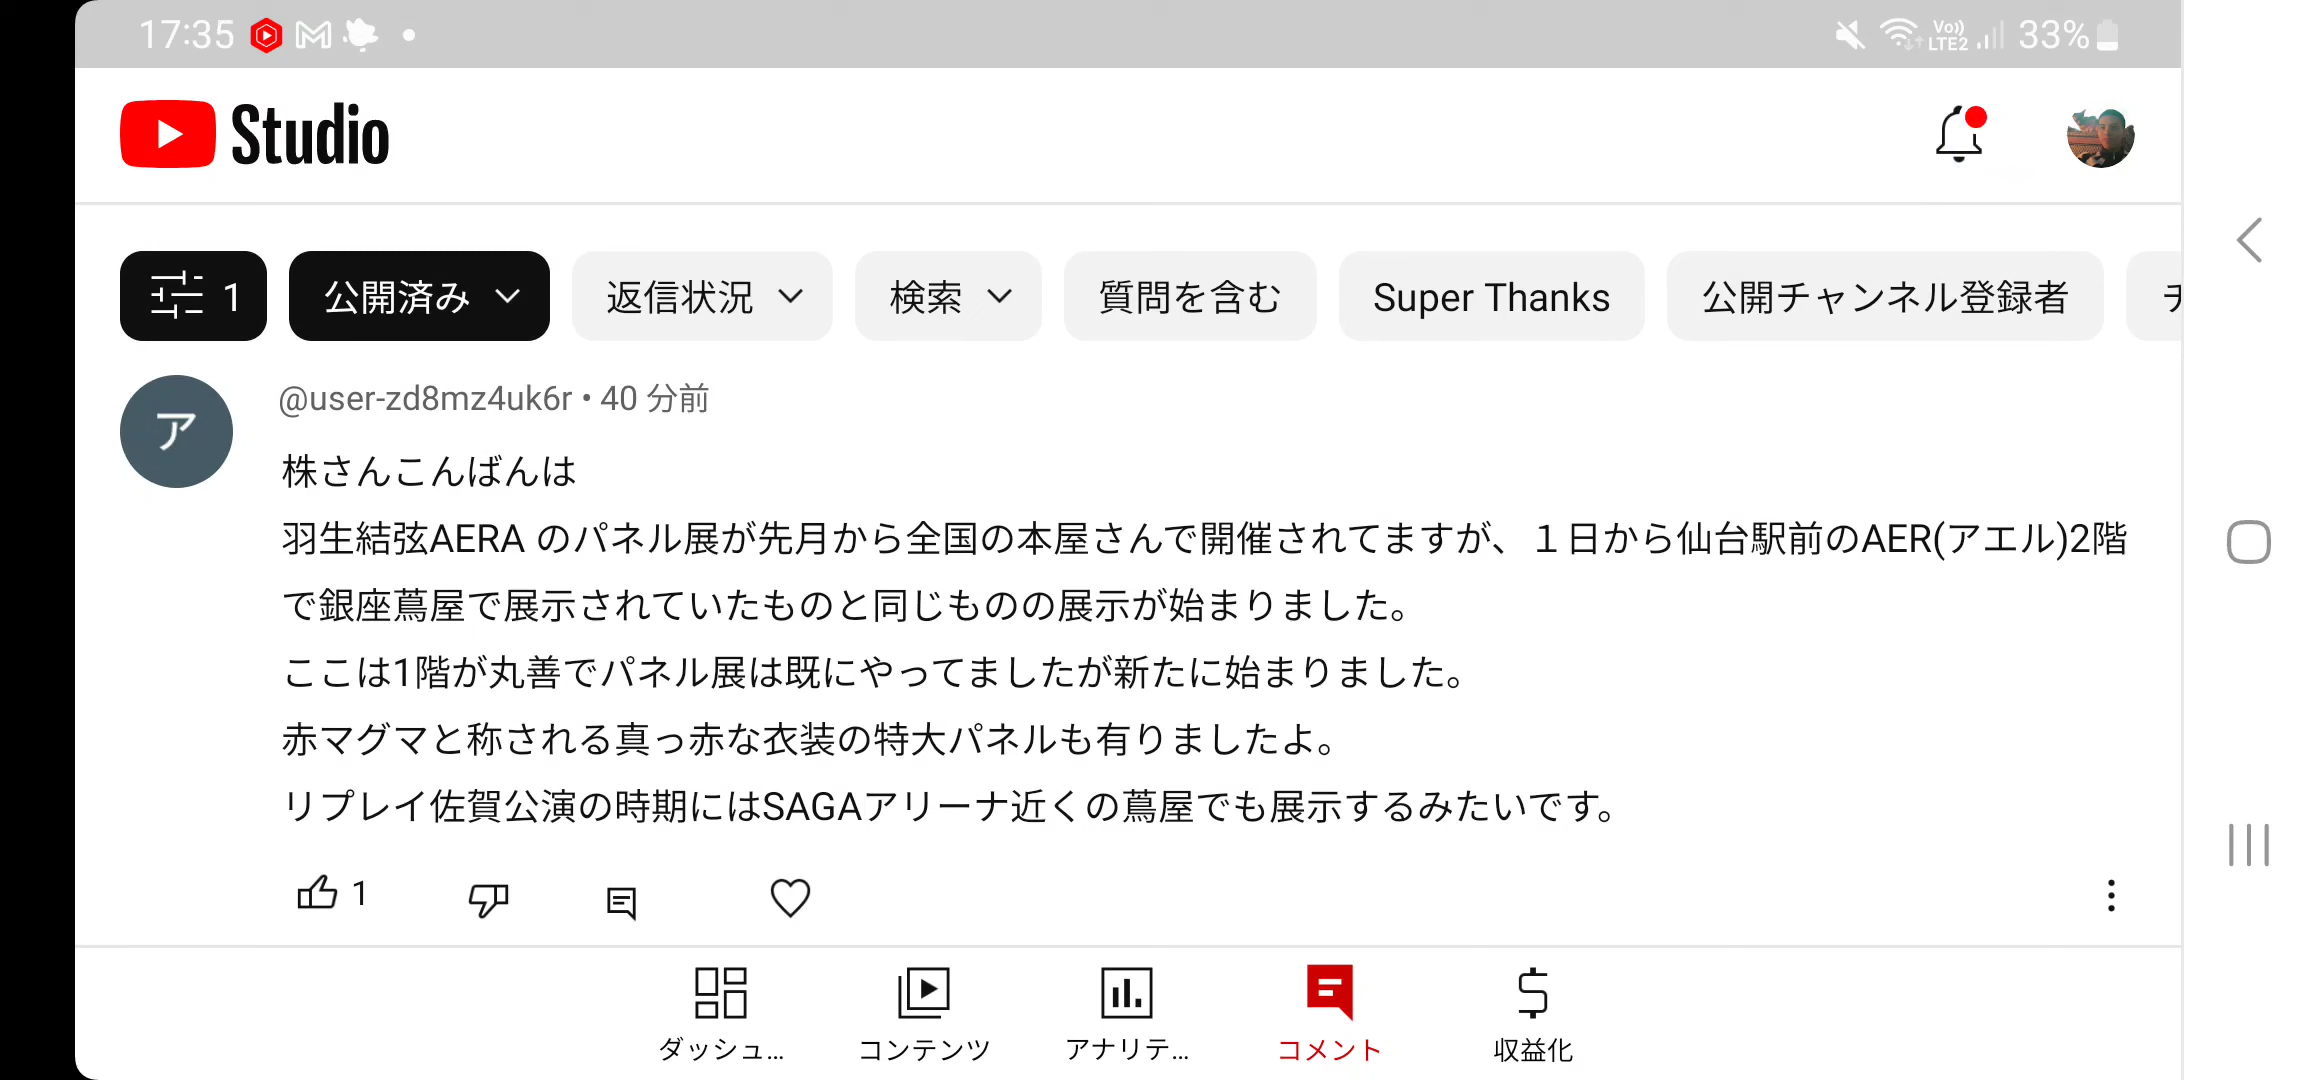 17:35
Vo)) LTE2 33%
Studio
1 公開済み 返信状況 検索 質問を含む Super Thanks 公開チャンネル登録者
ア
@user-zd8mz4uk6r • 40 分前
株さんこんばんは
羽生結弦AERA のパネル展が先月から全国の本屋さんで開催されてますが、１日から仙台駅前のAER(アエル)2階
で銀座蔦屋で展示されていたものと同じものの展示が始まりました。
ここは1階が丸善でパネル展は既にやってましたが新たに始まりました。
赤マグマと称される真っ赤な衣装の特大パネルも有りましたよ。
リプレイ佐賀公演の時期にはSAGAアリーナ近くの蔦屋でも展示するみたいです。
1
ダッシュ... コンテンツ アナリテ... コメント 収益化